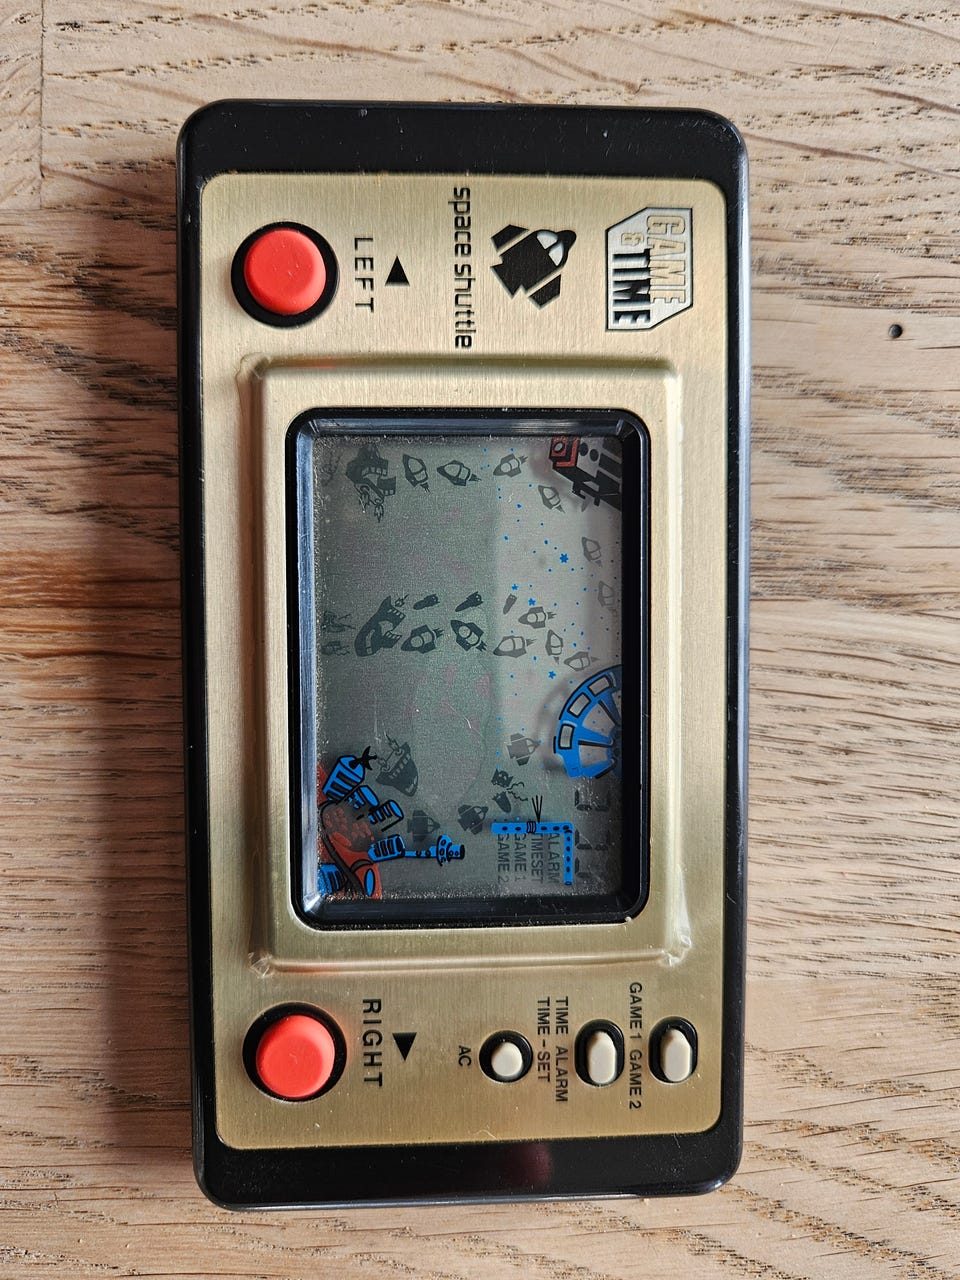 GAME
& TIME
space shuttle
LEFT
ALARM
TIMESET
GAME 1
GAME 2
GAME 1 GAME 2
TIME ALARM
TIME-SET
AC
RIGHT